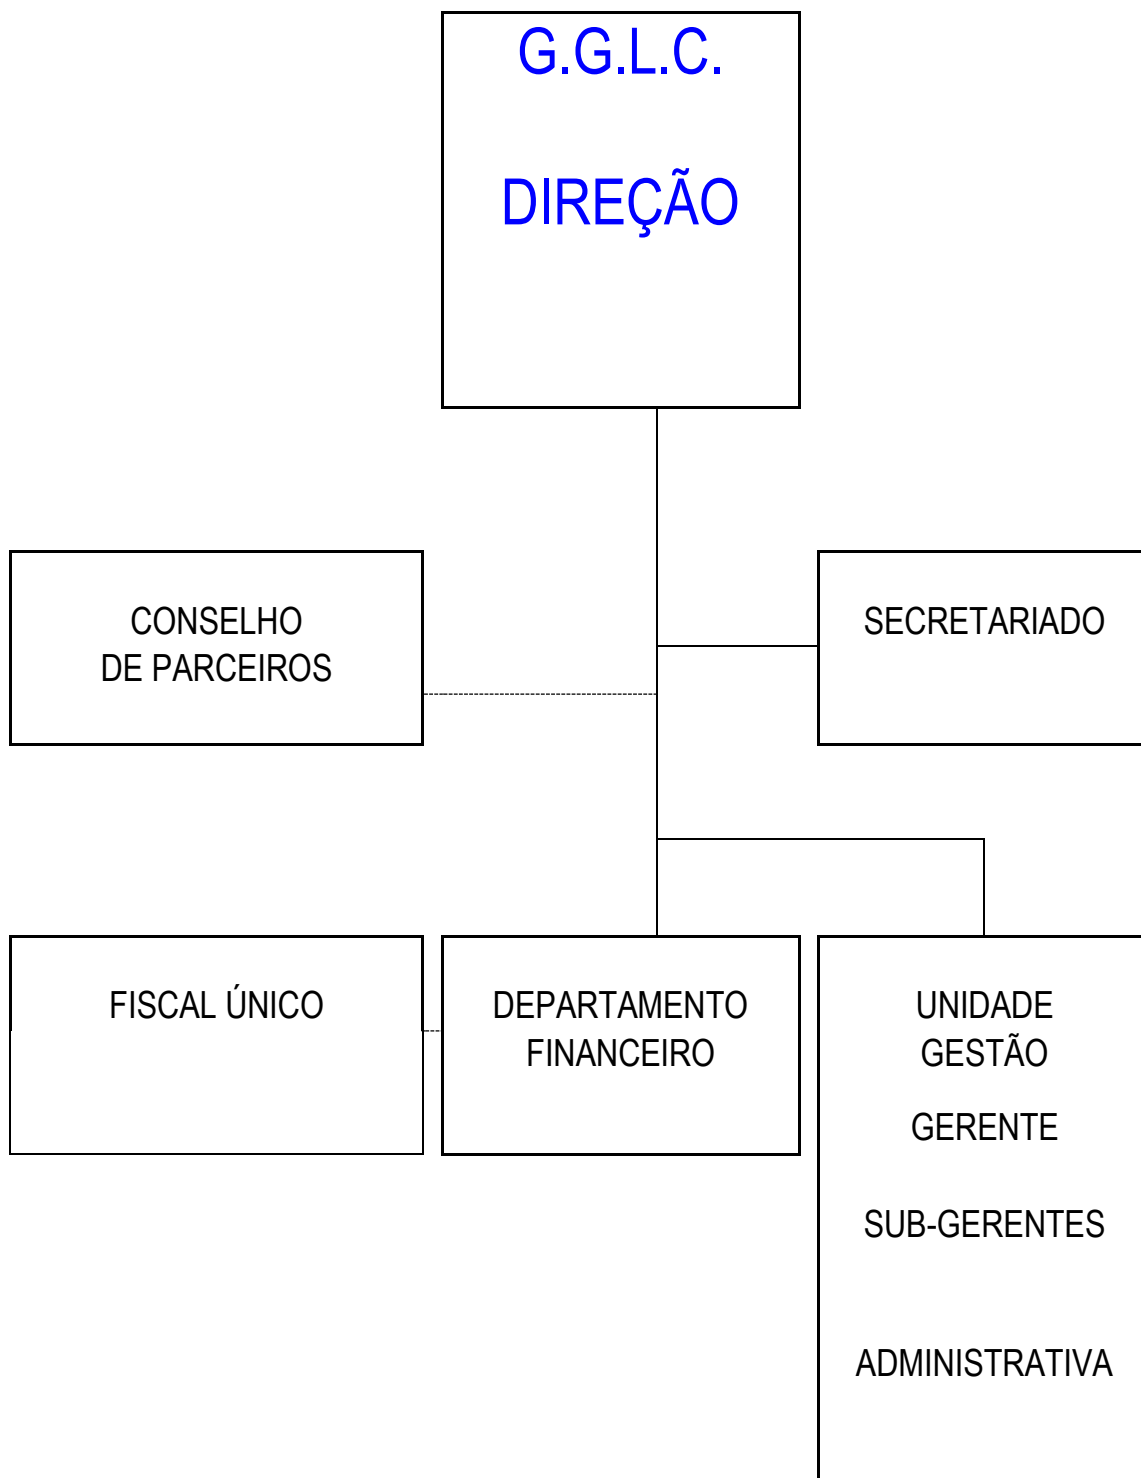 G.G.L.C.
DIREÇÃO
CONSELHO
DE PARCEIROS
SECRETARIADO
FISCAL ÚNICO
DEPARTAMENTO
FINANCEIRO
UNIDADE
GESTÃO
GERENTE
SUB-GERENTES
ADMINISTRATIVA